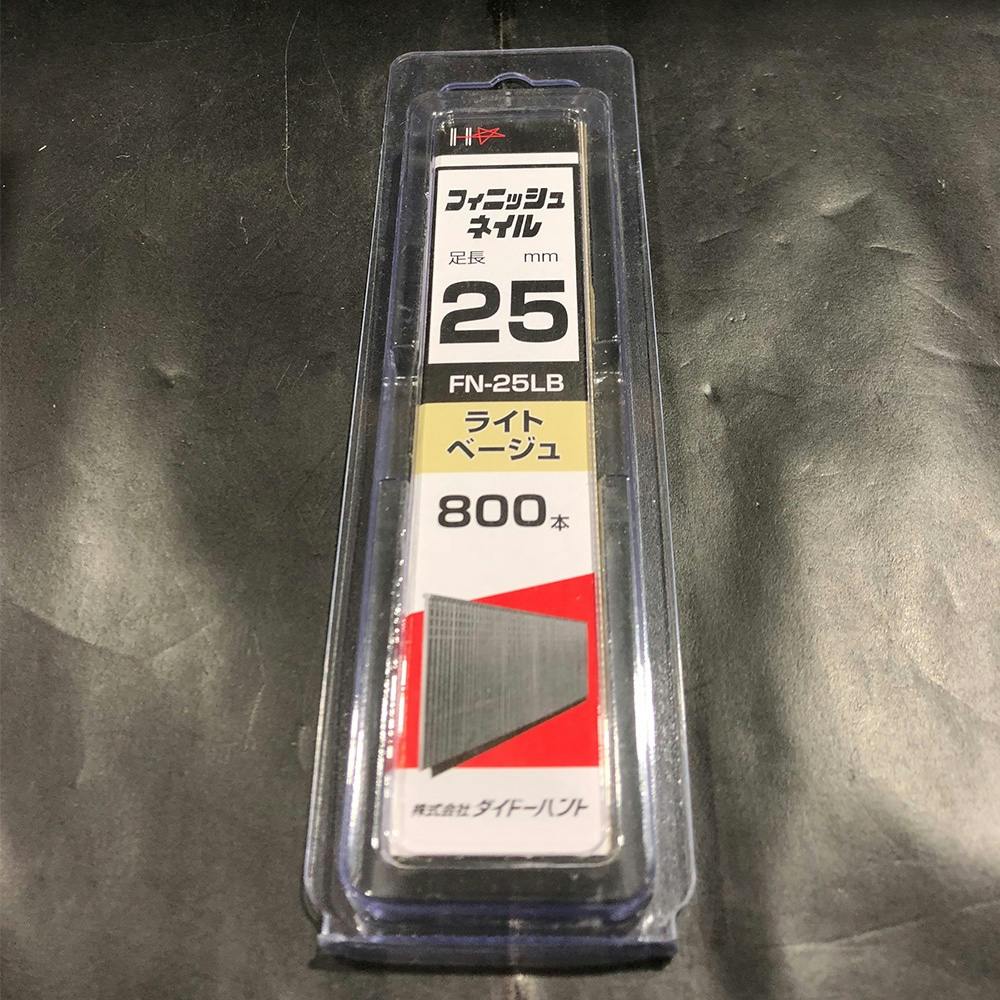 フィニッシュ
ネイル
足長 mm
25
FN-25LB
ライト
ベージュ
800本
株式会社 ダイドーハント